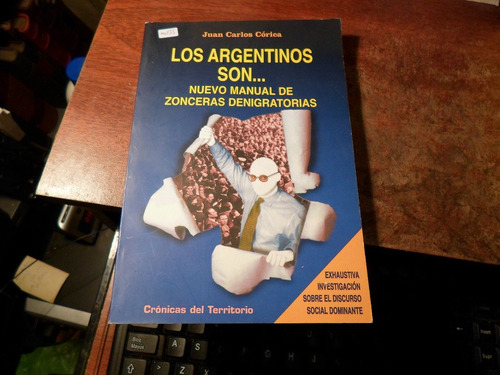 Juan Carlos Córica
LOS ARGENTINOS
SON...
NUEVO MANUAL DE
ZONCERAS DENIGRATORIAS
EXHAUSTIVA
INVESTIGACIÓN
SOBRE EL DISCURSO
SOCIAL DOMINANTE
Crónicas del Territorio
A
S
Z